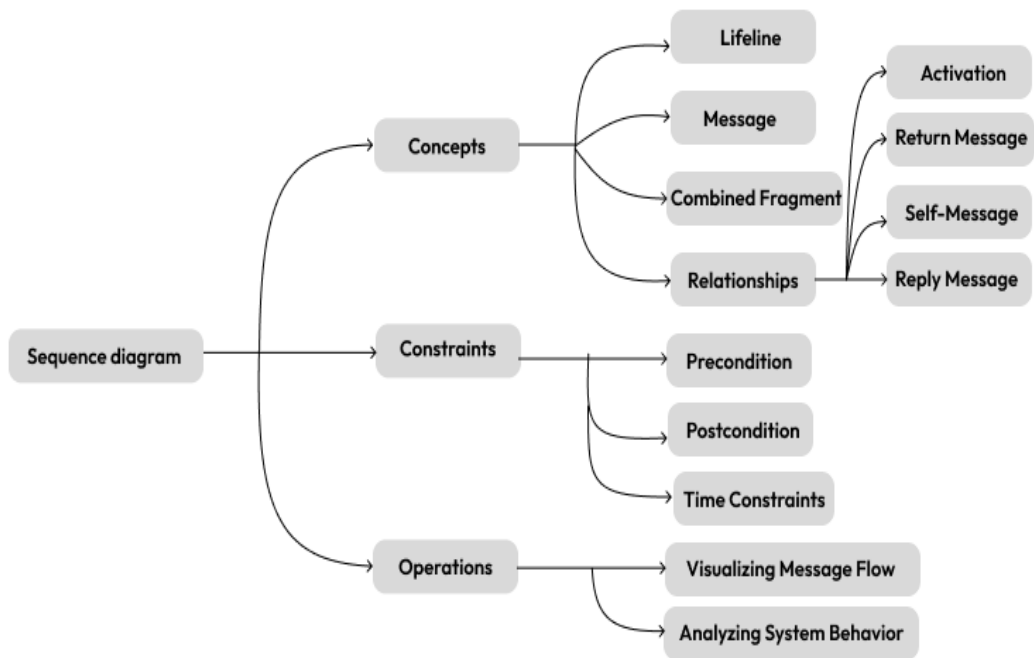 Sequence diagram
Concepts
Lifeline
Message
Combined Fragment
Relationships
Activation
Return Message
Self-Message
Reply Message
Constraints
Precondition
Postcondition
Time Constraints
Operations
Visualizing Message Flow
Analyzing System Behavior